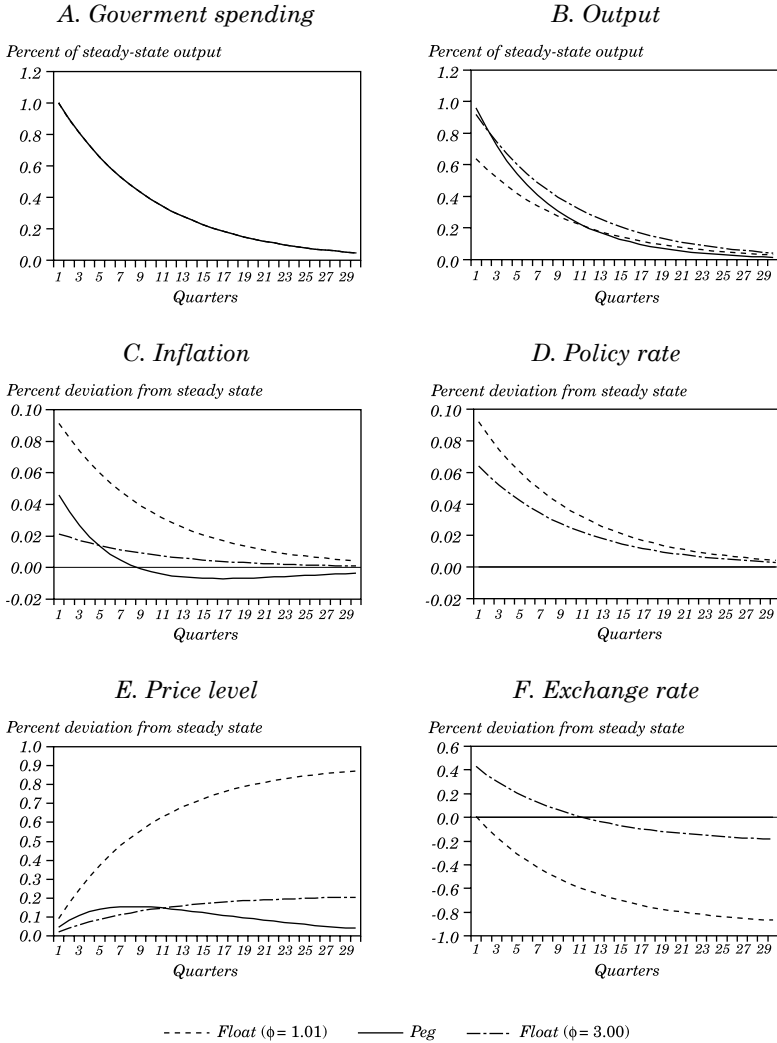 A. Goverment spending
Percent of steady-state output
1.2
1.0
0.8
0.6
0.4
0.2
0.0
1 3 5 7 9 11 13 15 17 19 21 23 25 27 29
Quarters
B. Output
Percent of steady-state output
1.2
1.0
0.8
0.6
0.4
0.2
0.0
1 3 5 7 9 11 13 15 17 19 21 23 25 27 29
Quarters
C. Inflation
Percent deviation from steady state
0.10
0.08
0.06
0.04
0.02
0.00
-0.02
1 3 5 7 9 11 13 15 17 19 21 23 25 27 29
Quarters
D. Policy rate
Percent deviation from steady state
0.10
0.08
0.06
0.04
0.02
0.00
-0.02
1 3 5 7 9 11 13 15 17 19 21 23 25 27 29
Quarters
E. Price level
Percent deviation from steady state
1.0
0.9
0.8
0.7
0.6
0.5
0.4
0.3
0.2
0.1
0.0
1 3 5 7 9 11 13 15 17 19 21 23 25 27 29
Quarters
F. Exchange rate
Percent deviation from steady state
0.6
0.4
0.2
0.0
-0.2
-0.4
-0.6
-0.8
-1.0
1 3 5 7 9 11 13 15 17 19 21 23 25 27 29
Quarters
Float (ϕ = 1.01) Peg Float (ϕ = 3.00)